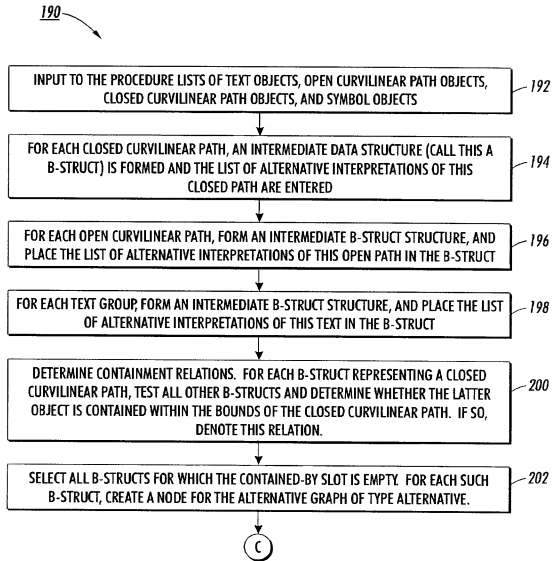 190
INPUT TO THE PROCEDURE LISTS OF TEXT OBJECTS, OPEN CURVILINEAR PATH OBJECTS,
CLOSED CURVILINEAR PATH OBJECTS, AND SYMBOL OBJECTS
192
FOR EACH CLOSED CURVILINEAR PATH, AN INTERMEDIATE DATA STRUCTURE (CALL THIS A
B-STRUCT) IS FORMED AND THE LIST OF ALTERNATIVE INTERPRETATIONS OF THIS
CLOSED PATH ARE ENTERED
194
FOR EACH OPEN CURVILINEAR PATH, FORM AN INTERMEDIATE B-STRUCT STRUCTURE, AND
PLACE THE LIST OF ALTERNATIVE INTERPRETATIONS OF THIS OPEN PATH IN THE B-STRUCT
196
FOR EACH TEXT GROUP, FORM AN INTERMEDIATE B-STRUCT STRUCTURE, AND PLACE THE LIST
OF ALTERNATIVE INTERPRETATIONS OF THIS TEXT IN THE B-STRUCT
198
DETERMINE CONTAINMENT RELATIONS. FOR EACH B-STRUCT REPRESENTING A CLOSED
CURVILINEAR PATH, TEST ALL OTHER B-STRUCTS AND DETERMINE WHETHER THE LATTER
OBJECT IS CONTAINED WITHIN THE BOUNDS OF THE CLOSED CURVILINEAR PATH. IF SO,
DENOTE THIS RELATION.
200
SELECT ALL B-STRUCTS FOR WHICH THE CONTAINED-BY SLOT IS EMPTY. FOR EACH SUCH
B-STRUCT, CREATE A NODE FOR THE ALTERNATIVE GRAPH OF TYPE ALTERNATIVE.
202
C